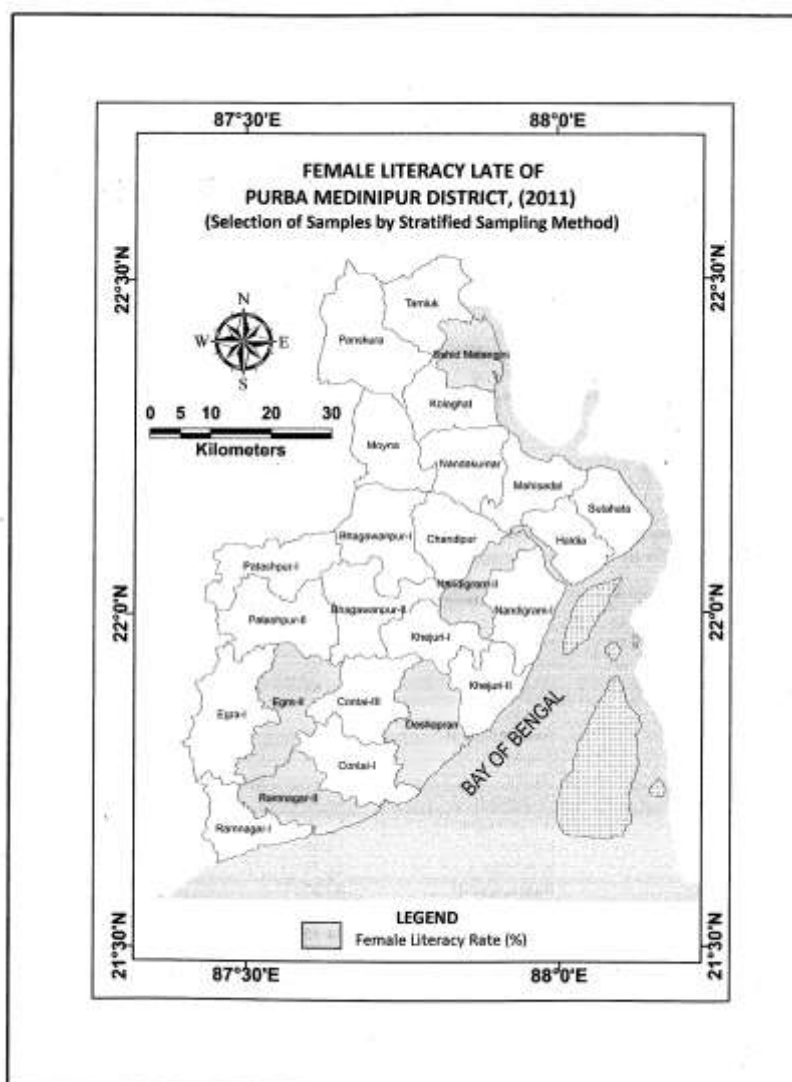 87°30'E 88°0'E
FEMALE LITERACY LATE OF
PURBA MEDINIPUR DISTRICT, (2011)
(Selection of Samples by Stratified Sampling Method)
22°30'N 22°30'N
N
W E
S
Tamluk
Panskura
Sahid Matangini
Kolaghat
0 5 10 20 30
Kilometers
Moyna
Nandakumar
Mahisadal
Sutahata
Haldia
Bhagawanpur-I
Chandipur
Patashpur-I
Nandigram-II
22°0'N 22°0'N
Patashpur-II
Bhagawanpur-II
Nandigram-I
Khejuri-I
Khejuri-II
Egra-I
Egra-II
Contai-III
Deshopran
BAY OF BENGAL
Contai-I
Ramnagar-II
Ramnagar-I
LEGEND
Female Literacy Rate (%)
21°30'N 21°30'N
87°30'E 88°0'E